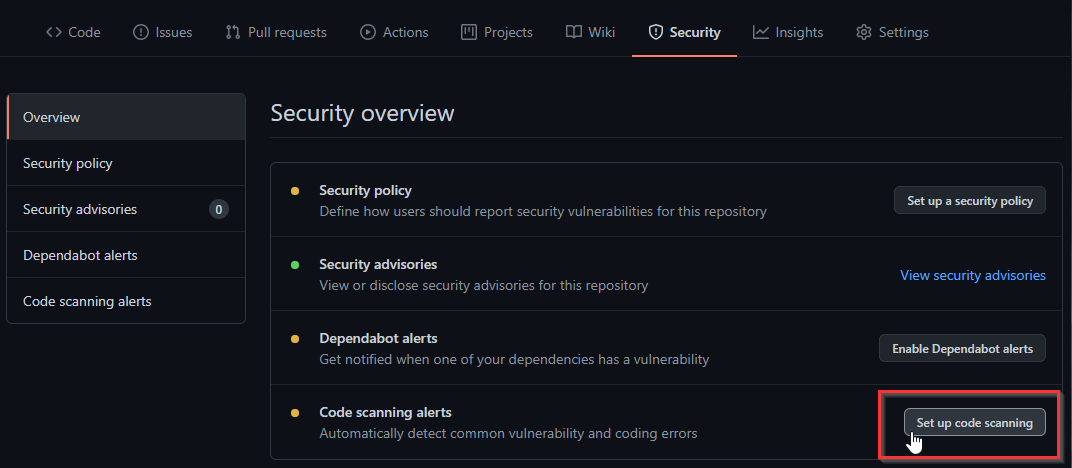 Code Issues Pull requests Actions Projects Wiki Security Insights Settings
Overview
Security policy
Security advisories 0
Dependabot alerts
Code scanning alerts
Security overview
Security policy
Define how users should report security vulnerabilities for this repository
Set up a security policy
Security advisories
View or disclose security advisories for this repository
View security advisories
Dependabot alerts
Get notified when one of your dependencies has a vulnerability
Enable Dependabot alerts
Code scanning alerts
Automatically detect common vulnerability and coding errors
Set up code scanning